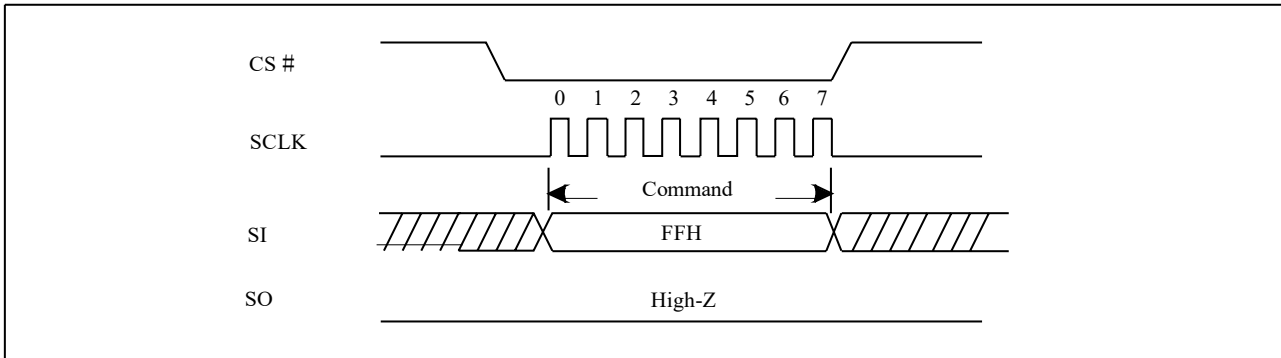 CS #
0 1 2 3 4 5 6 7
SCLK
Command
SI
FFH
SO
High-Z